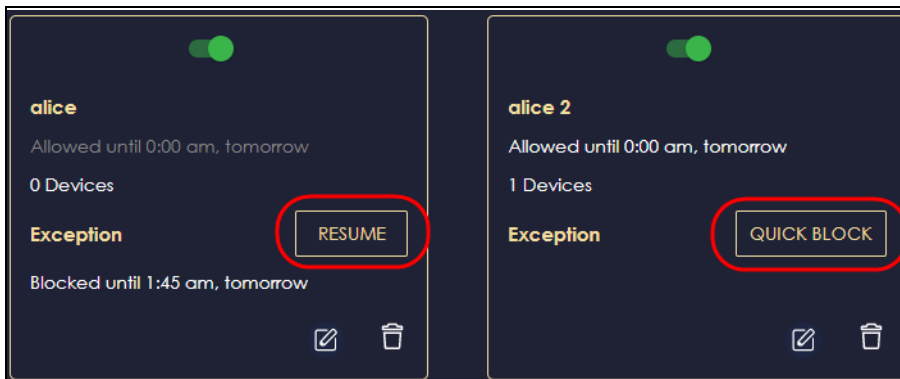 alice
Allowed until 0:00 am, tomorrow
0 Devices
Exception
RESUME
Blocked until 1:45 am, tomorrow
alice 2
Allowed until 0:00 am, tomorrow
1 Devices
Exception
QUICK BLOCK